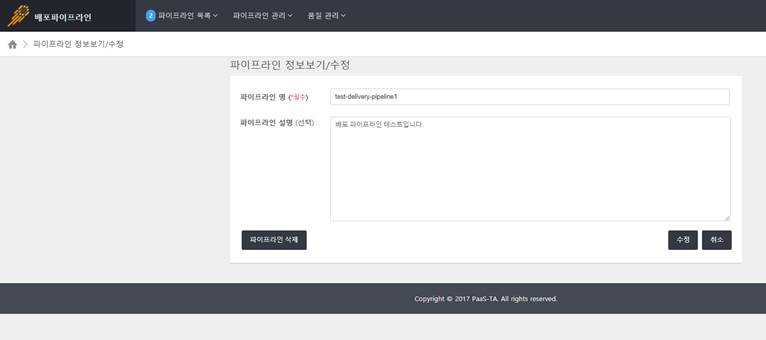 배포파이프라인
2 파이프라인 목록 파이프라인 관리 품질 관리
파이프라인 정보보기/수정
파이프라인 정보보기/수정
파이프라인 명 (*필수) test-delivery-pipeline1
파이프라인 설명 (선택) 배포 파이프라인 테스트입니다.
파이프라인 삭제 수정 취소
Copyright © 2017 PaaS-TA. All rights reserved.